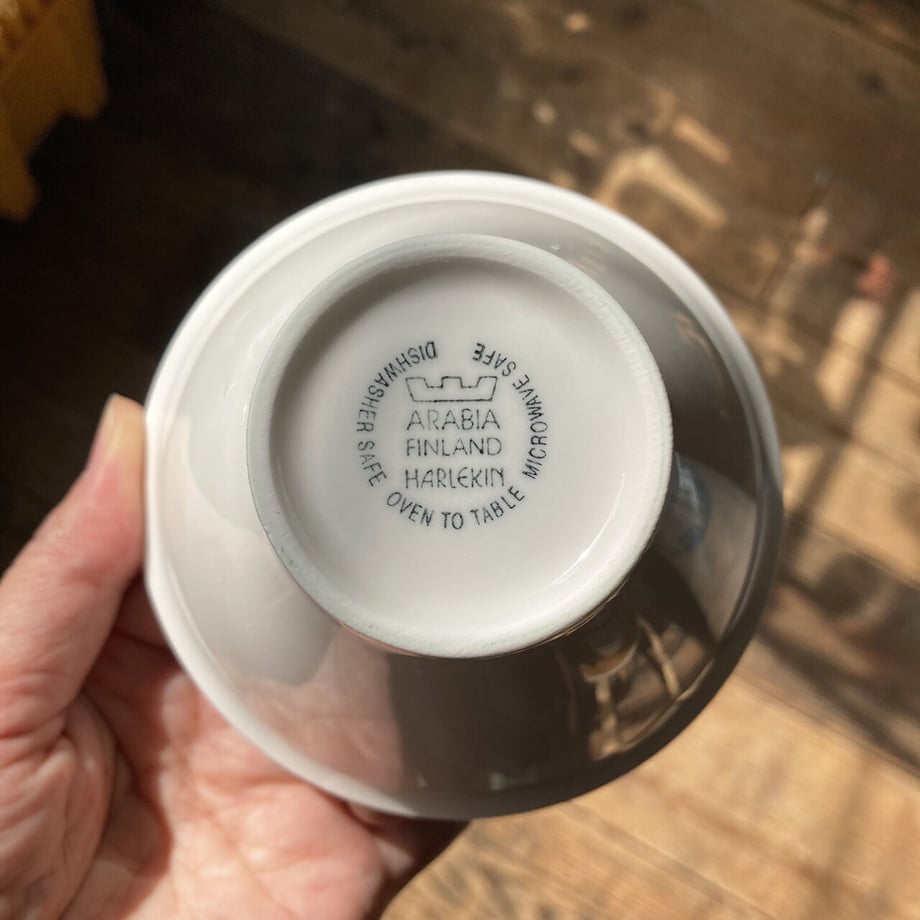 ARABIA
FINLAND
HARLEKIN
DISHWASHER SAFE OVEN TO TABLE MICROWAVE SAFE